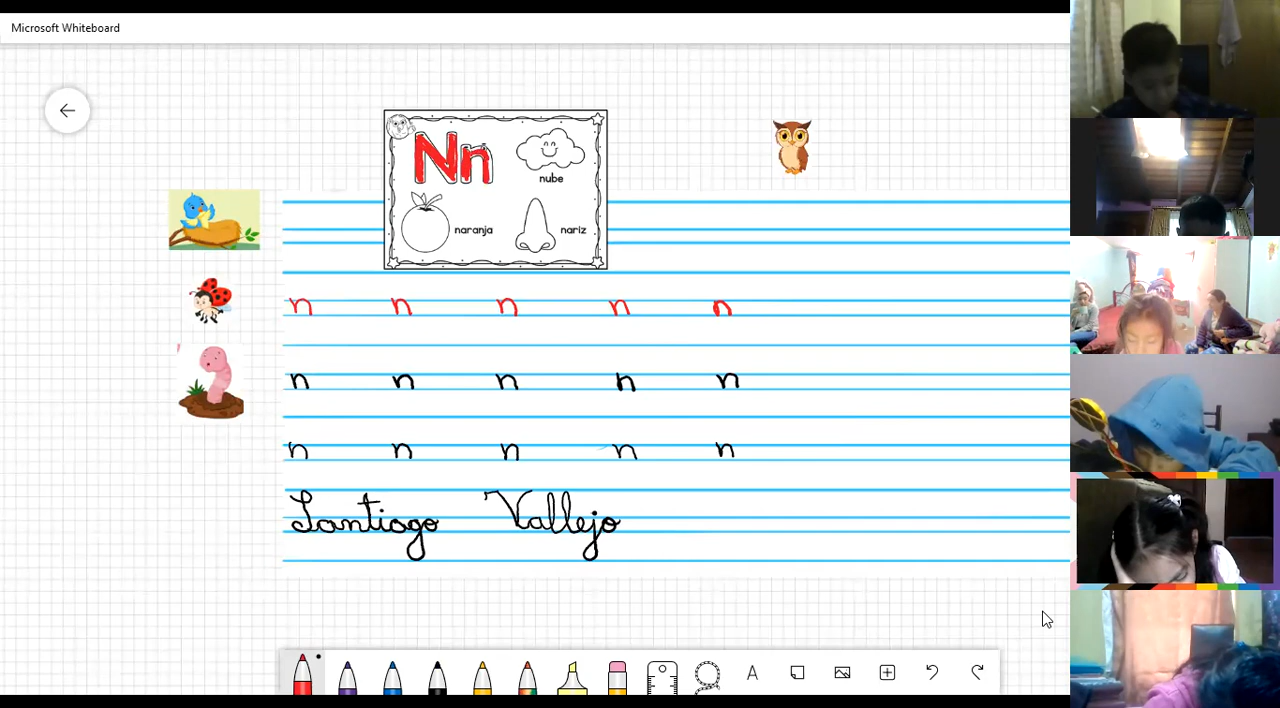 Microsoft Whiteboard
Nn
nube
naranja
nariz
n n n n n
n n n n n
n n n n n
Santiago Vallejo
A